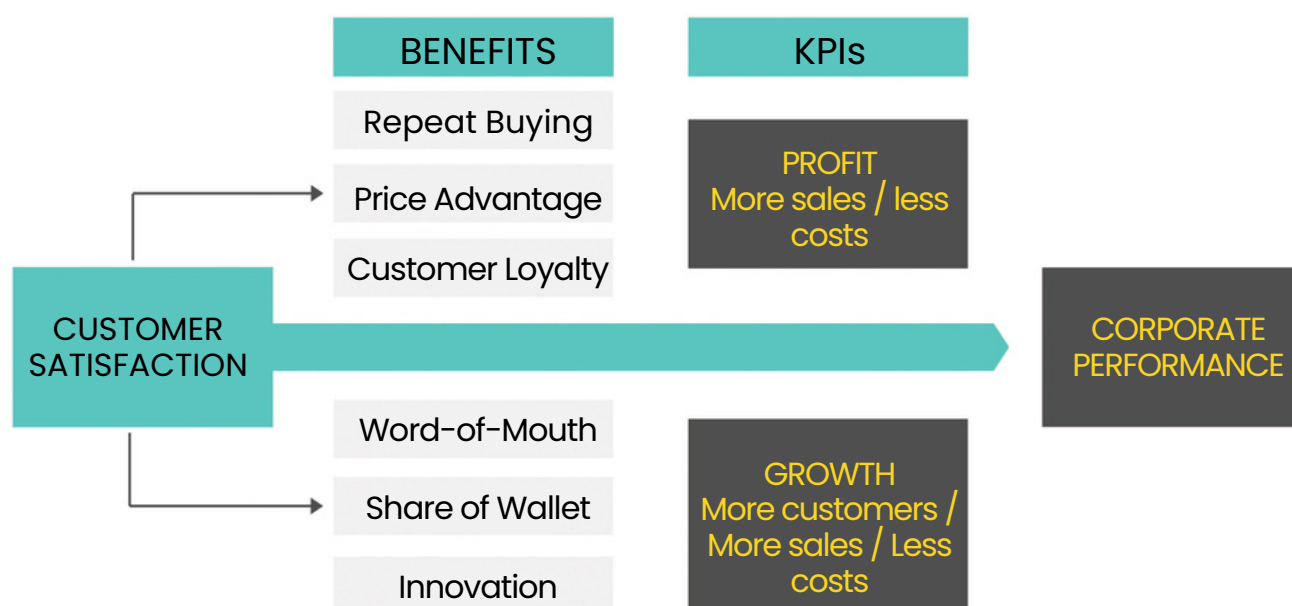 BENEFITS
KPIs
Repeat Buying
Price Advantage
Customer Loyalty
PROFIT
More sales / less
costs
CUSTOMER
SATISFACTION
CORPORATE
PERFORMANCE
Word-of-Mouth
Share of Wallet
Innovation
GROWTH
More customers /
More sales / Less
costs